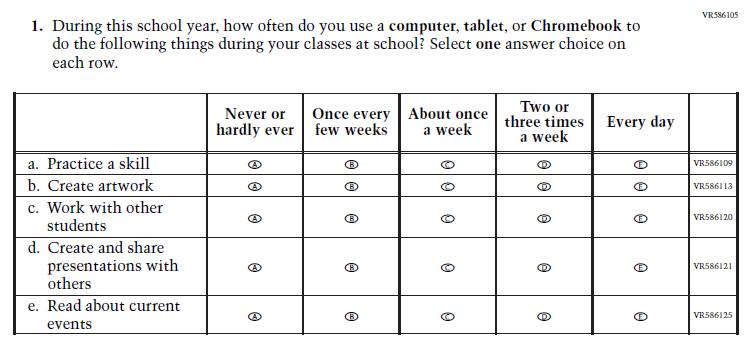 VR586105
1. During this school year, how often do you use a computer, tablet, or Chromebook to
do the following things during your classes at school? Select one answer choice on
each row.
Never or hardly ever Once every few weeks About once a week Two or three times a week Every day
a. Practice a skill A B C D E VR586109
b. Create artwork A B C D E VR586113
c. Work with other
students A B C D E VR586120
d. Create and share
presentations with
others A B C D E VR586121
e. Read about current
events A B C D E VR586125